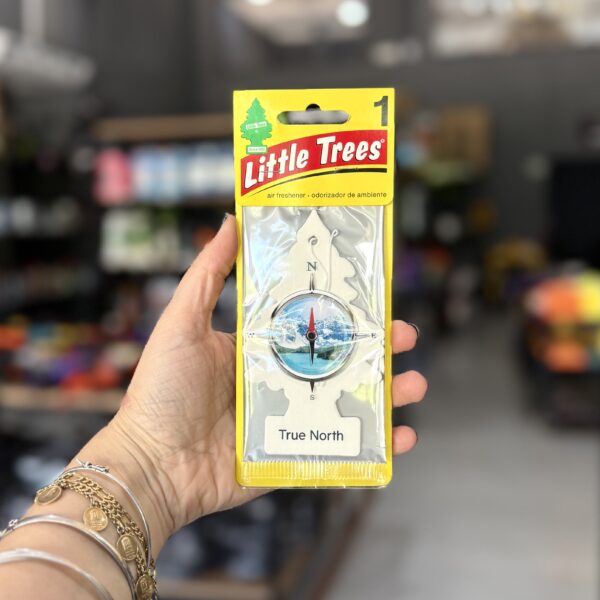 1
Little Trees
air freshener • odorizador de ambiente
N
W E
S
True North